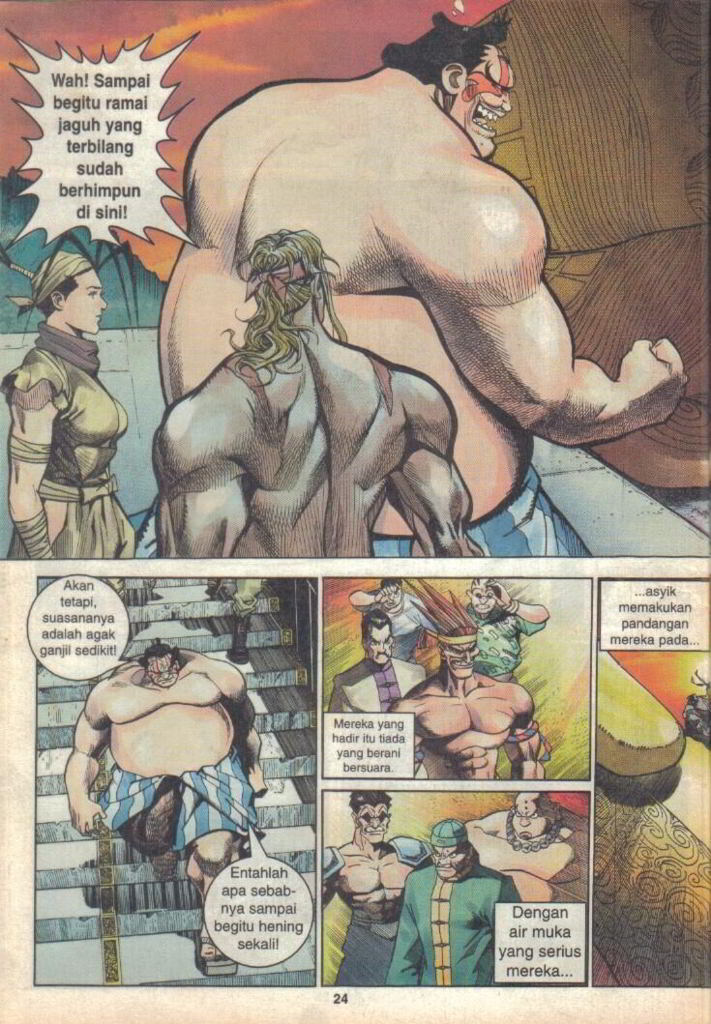 Wah! Sampai
begitu ramai
jaguh yang
terbilang
sudah
berhimpun
di sini!
Akan
tetapi,
suasananya
adalah agak
ganjil sedikit!
Entahlah
apa sebab-
nya sampai
begitu hening
sekali!
Mereka yang
hadir itu tiada
yang berani
bersuara.
Dengan
air muka
yang serius
mereka...
...asyik
memakukan
pandangan
mereka pada...
24